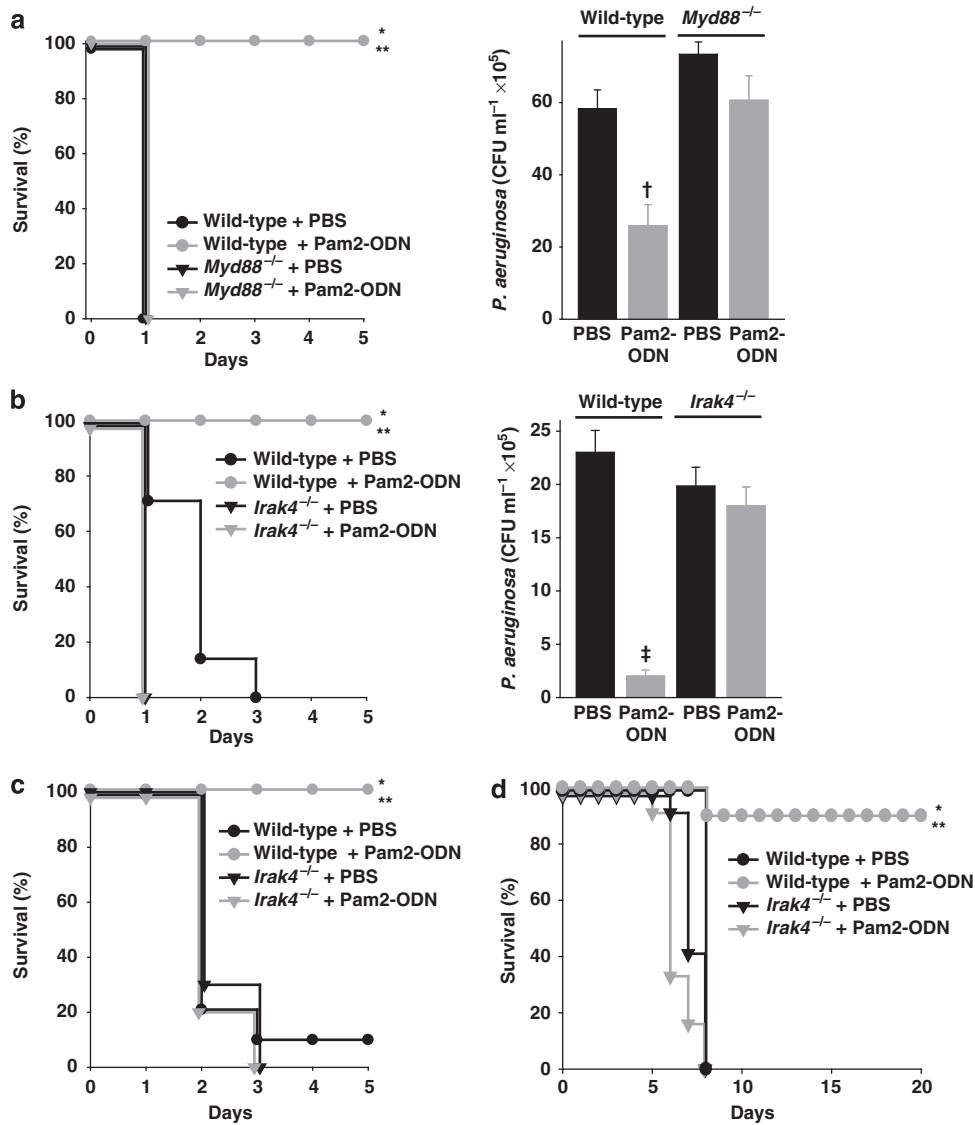 a
Survival (%)
100
80
60
40
20
0
0 1 2 3 4 5
Days
*
**
Wild-type + PBS
Wild-type + Pam2-ODN
Myd88−/− + PBS
Myd88−/− + Pam2-ODN
Wild-type Myd88−/−
P. aeruginosa (CFU ml−1 ×10⁵)
60
40
20
0
†
PBS Pam2-ODN PBS Pam2-ODN
b
Survival (%)
100
80
60
40
20
0
0 1 2 3 4 5
Days
*
**
Wild-type + PBS
Wild-type + Pam2-ODN
Irak4−/− + PBS
Irak4−/− + Pam2-ODN
Wild-type Irak4−/−
P. aeruginosa (CFU ml−1 ×10⁵)
25
20
15
10
5
0
‡
PBS Pam2-ODN PBS Pam2-ODN
c
Survival (%)
100
80
60
40
20
0
0 1 2 3 4 5
Days
*
**
Wild-type + PBS
Wild-type + Pam2-ODN
Irak4−/− + PBS
Irak4−/− + Pam2-ODN
d
Survival (%)
100
80
60
40
20
0
0 5 10 15 20
Days
*
**
Wild-type + PBS
Wild-type + Pam2-ODN
Irak4−/− + PBS
Irak4−/− + Pam2-ODN